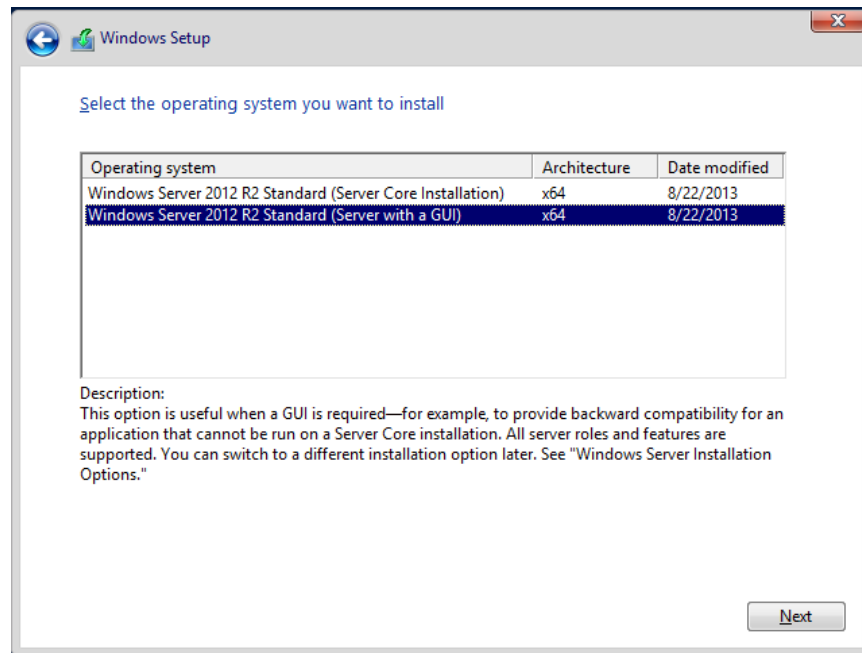 Windows Setup
Select the operating system you want to install
Operating system Architecture Date modified
Windows Server 2012 R2 Standard (Server Core Installation) x64 8/22/2013
Windows Server 2012 R2 Standard (Server with a GUI) x64 8/22/2013
Description:
This option is useful when a GUI is required—for example, to provide backward compatibility for an
application that cannot be run on a Server Core installation. All server roles and features are
supported. You can switch to a different installation option later. See "Windows Server Installation
Options."
Next